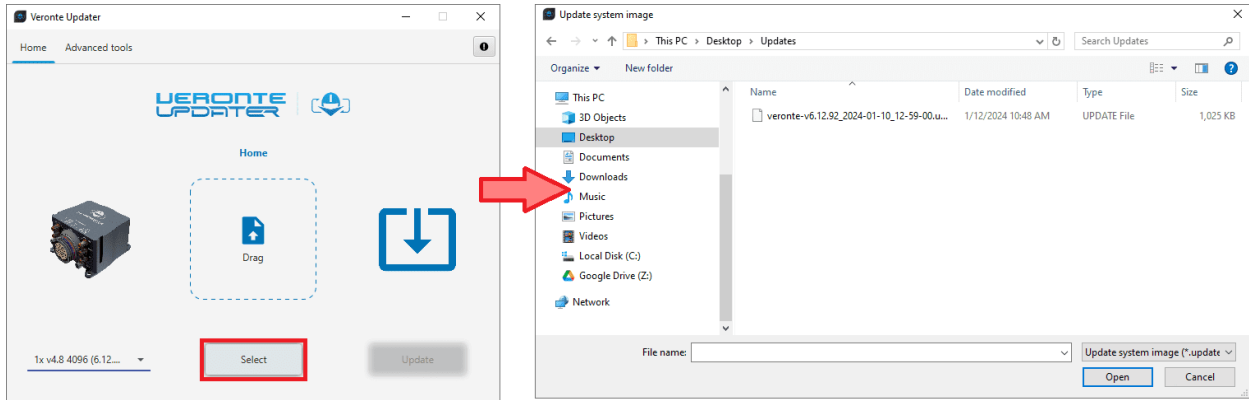 Veronte Updater
Home Advanced tools
VERONTE
UPDATER
Home
Drag
1x v4.8 4096 (6.12....
Select
Update
Update system image
This PC > Desktop > Updates
Search Updates
Organize New folder
This PC
3D Objects
Desktop
Documents
Downloads
Music
Pictures
Videos
Local Disk (C:)
Google Drive (Z:)
Network
Name Date modified Type Size
veronte-v6.12.92_2024-01-10_12-59-00.u... 1/12/2024 10:48 AM UPDATE File 1,025 KB
File name:
Update system image (*.update
Open Cancel